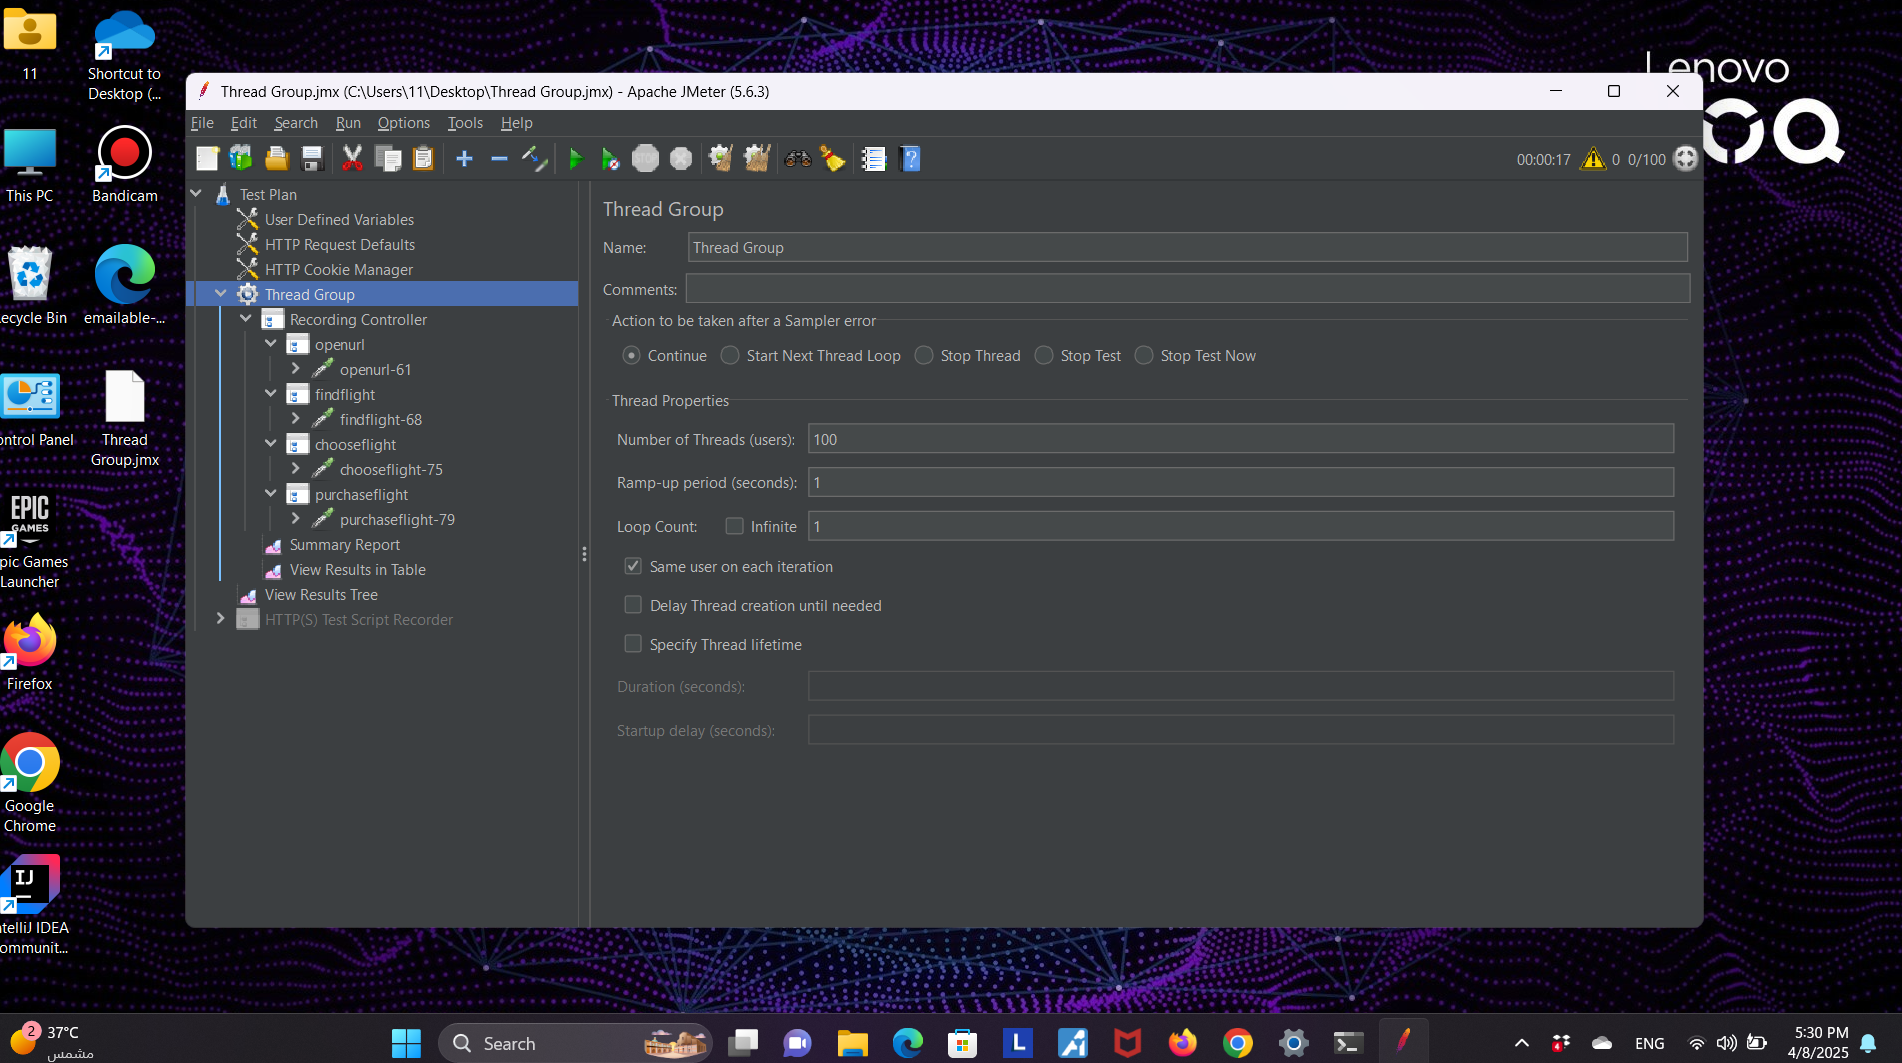 11
Shortcut to
Desktop (...
This PC
Bandicam
ecycle Bin
emailable-...
ontrol Panel
Thread
Group.jmx
EPIC
GAMES
pic Games
Launcher
Firefox
Google
Chrome
IJ
ntelliJ IDEA
ommunit...
Lenovo
Thread Group.jmx (C:\Users\11\Desktop\Thread Group.jmx) - Apache JMeter (5.6.3)
File Edit Search Run Options Tools Help
STOP
00:00:17 0 0/100
Test Plan
User Defined Variables
HTTP Request Defaults
HTTP Cookie Manager
Thread Group
Recording Controller
openurl
openurl-61
findflight
findflight-68
chooseflight
chooseflight-75
purchaseflight
purchaseflight-79
Summary Report
View Results in Table
View Results Tree
HTTP(S) Test Script Recorder
Thread Group
Name: Thread Group
Comments:
Action to be taken after a Sampler error
Continue Start Next Thread Loop Stop Thread Stop Test Stop Test Now
Thread Properties
Number of Threads (users): 100
Ramp-up period (seconds): 1
Loop Count: Infinite 1
Same user on each iteration
Delay Thread creation until needed
Specify Thread lifetime
Duration (seconds):
Startup delay (seconds):
2
37°C
مشمس
Search
L
4
ENG
5:30 PM
4/8/2025